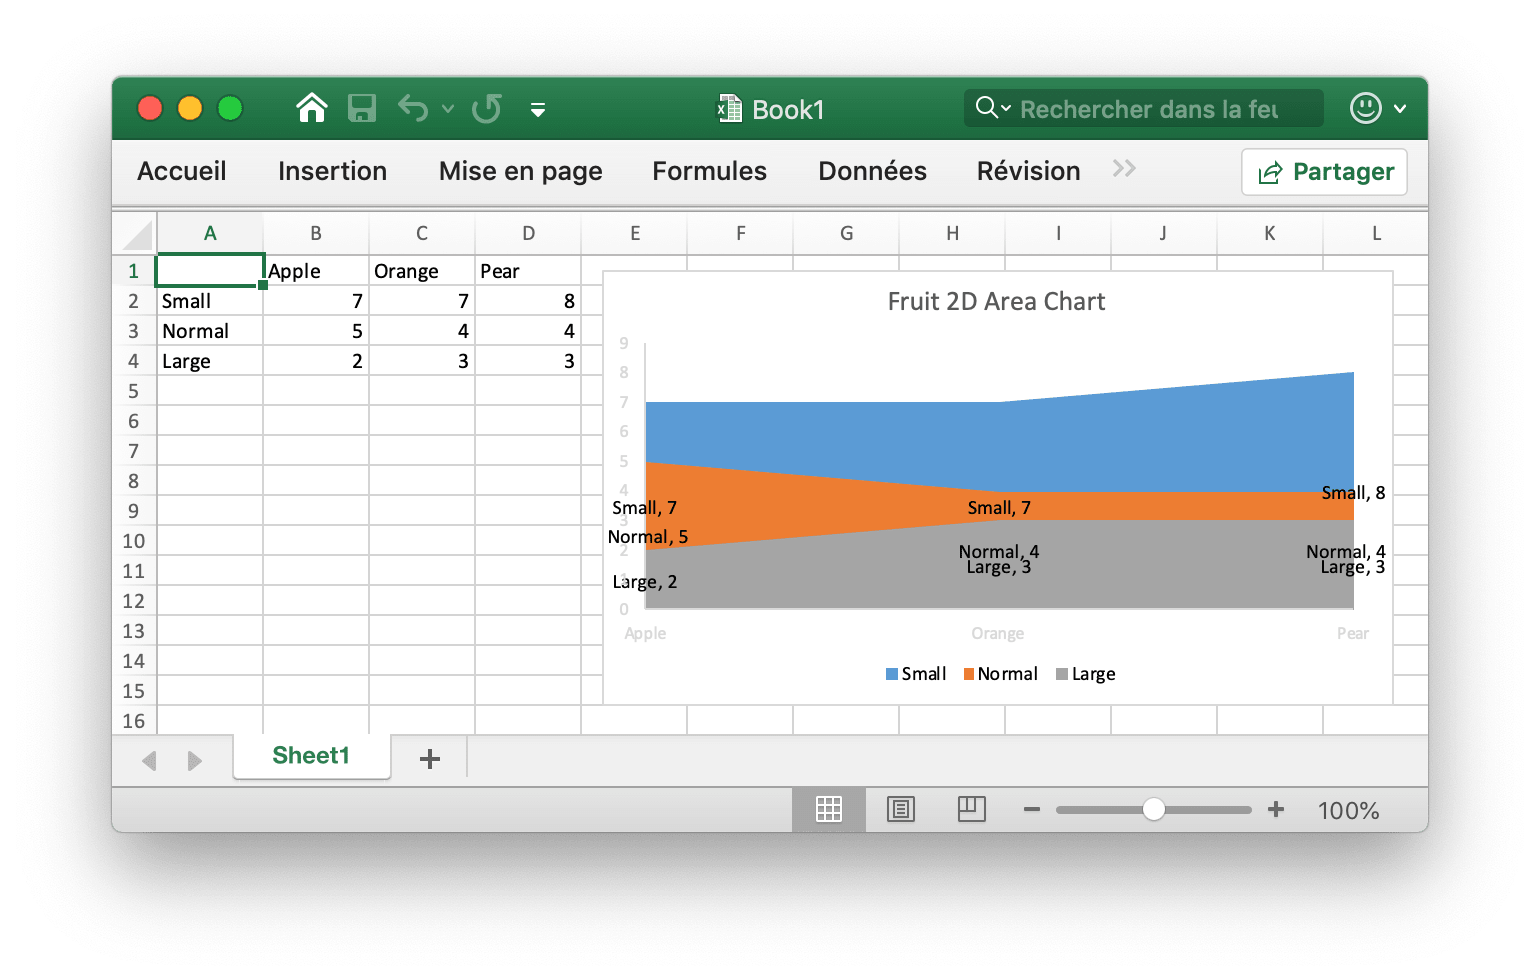 Book1
Rechercher dans la feu
Accueil Insertion Mise en page Formules Données Révision Partager
A B C D E F G H I J K L
1 Apple Orange Pear
2 Small 7 7 8
3 Normal 5 4 4
4 Large 2 3 3
5
6
7
8
9
10
11
12
13
14
15
16
Fruit 2D Area Chart
9
8
7
6
5
4
3
2
1
0
Small, 7 Small, 7 Small, 8
Normal, 5 Normal, 4 Normal, 4
Large, 2 Large, 3 Large, 3
Apple Orange Pear
Small Normal Large
Sheet1
100%